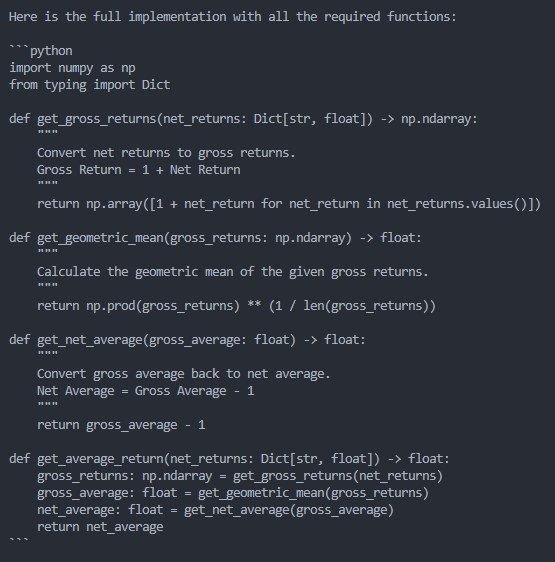 Here is the full implementation with all the required functions:

```python
import numpy as np
from typing import Dict

def get_gross_returns(net_returns: Dict[str, float]) -> np.ndarray:
    """
    Convert net returns to gross returns.
    Gross Return = 1 + Net Return
    """
    return np.array([1 + net_return for net_return in net_returns.values()])

def get_geometric_mean(gross_returns: np.ndarray) -> float:
    """
    Calculate the geometric mean of the given gross returns.
    """
    return np.prod(gross_returns) ** (1 / len(gross_returns))

def get_net_average(gross_average: float) -> float:
    """
    Convert gross average back to net average.
    Net Average = Gross Average - 1
    """
    return gross_average - 1

def get_average_return(net_returns: Dict[str, float]) -> float:
    gross_returns: np.ndarray = get_gross_returns(net_returns)
    gross_average: float = get_geometric_mean(gross_returns)
    net_average: float = get_net_average(gross_average)
    return net_average
```